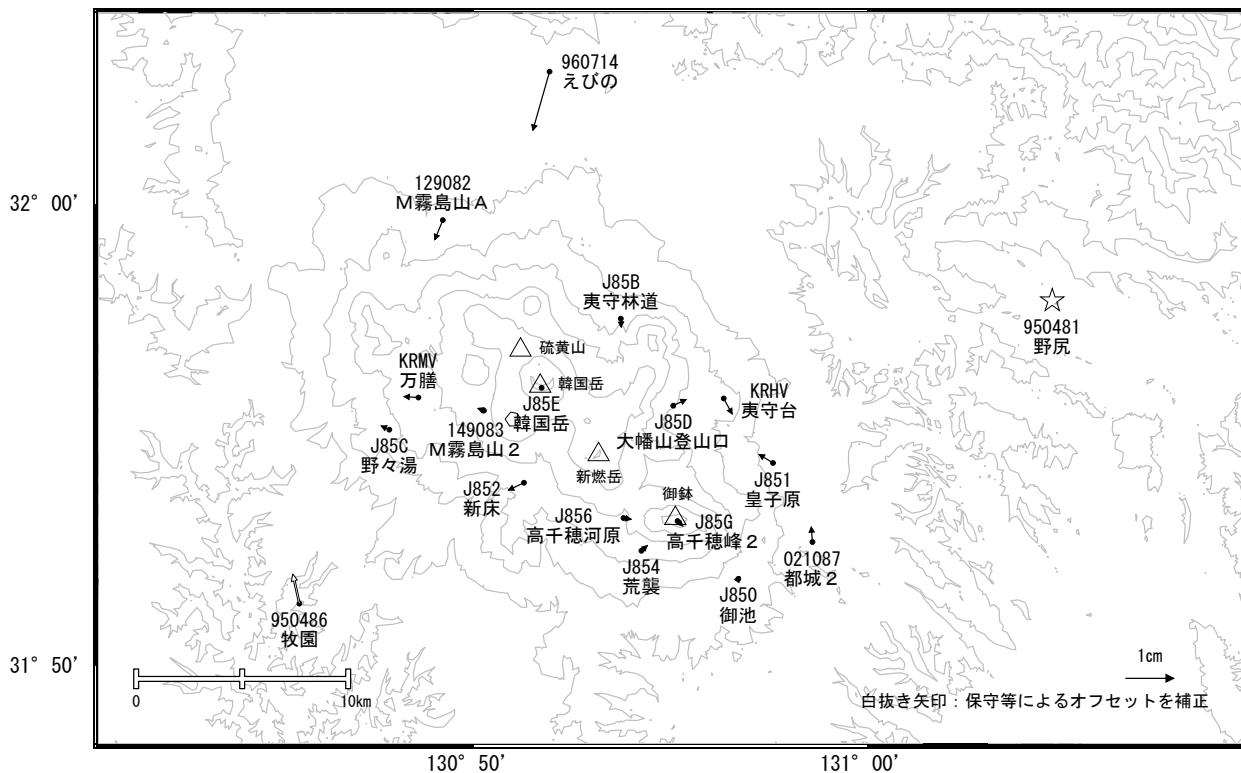 960714
えびの
129082
M霧島山A
32° 00'
J85B
夷守林道
950481
野尻
硫黄山
KRMV
万膳
韓国岳
J85E
韓国岳
KRHV
夷守台
J85D
大幡山登山口
149083
M霧島山2
J85C
野々湯
新燃岳
J851
皇子原
J852
新床
御鉢
J856
高千穂河原
J85G
高千穂峰2
J854
荒襲
021087
都城2
J850
御池
950486
牧園
31° 50'
1cm
0
10km
白抜き矢印:保守等によるオフセットを補正
130° 50'
131° 00'